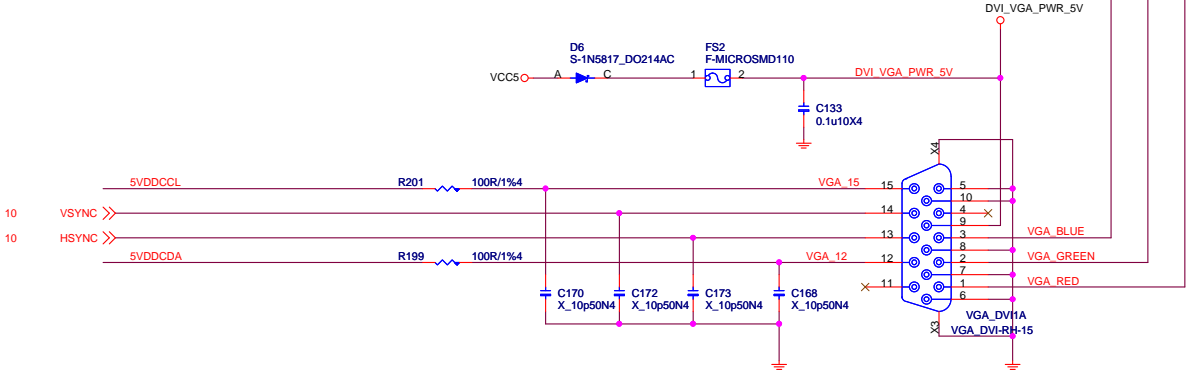 DVI_VGA_PWR_5V
D6
S-1N5817_DO214AC
FS2
F-MICROSMD110
VCC5
A
C
1
2
DVI_VGA_PWR_5V
C133
0.1u10X4
X4
5VDDCCL
R201
100R/1%4
VGA_15
15
5
10
10
VSYNC
14
4
9
10
HSYNC
13
3
VGA_BLUE
8
5VDDCDA
R199
100R/1%4
VGA_12
12
2
VGA_GREEN
7
11
1
VGA_RED
6
C170
X_10p50N4
C172
X_10p50N4
C173
X_10p50N4
C168
X_10p50N4
X3
VGA_DVI1A
VGA_DVI-RH-15